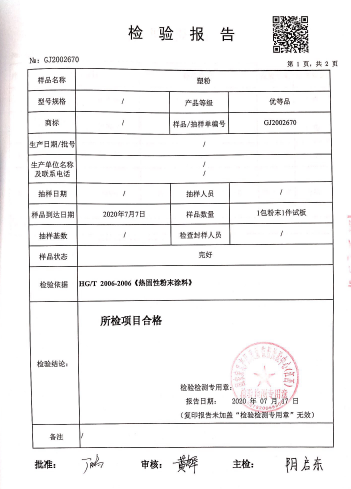 检验报告
№: GJ2002670
第 1 页, 共 2 页
样品名称 塑粉
型号规格 / 产品等级 优等品
商标 / 样品/抽样单编号 GJ2002670
生产日期/批号 /
生产单位名称及联系电话 / /
抽样日期 / 抽样人员 /
样品到达日期 2020年7月7日 样品数量 1包粉末1件试板
抽样基数 / 检查封样人员 /
样品状态 完好
检验依据 HG/T 2006-2006《热固性粉末涂料》
检验结论: 所检项目合格
检验检测专用章:
报告日期: 2020 年 07 月 17 日
(复印报告未加盖“检验检测专用章”无效)
备注 /
批准: 审核: 主检: 阴启东